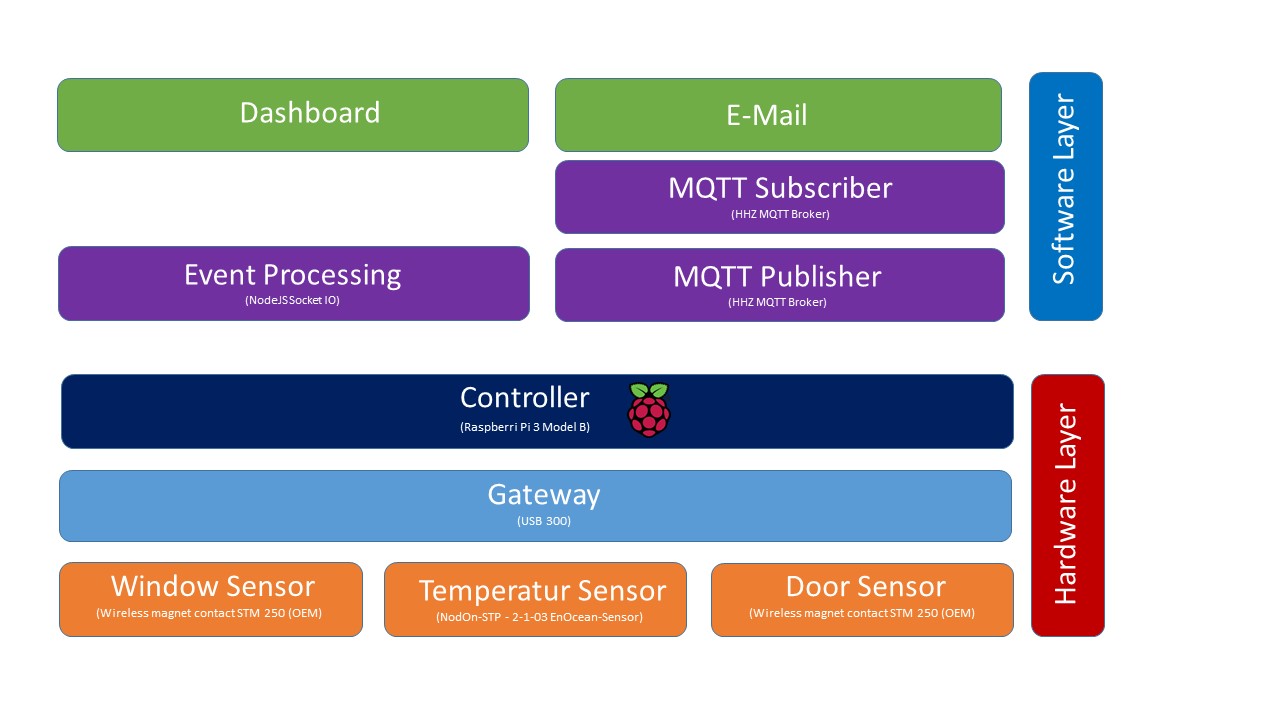 Dashboard
E-Mail
MQTT Subscriber
(HHZ MQTT Broker)
Event Processing
(NodeJS Socket IO)
MQTT Publisher
(HHZ MQTT Broker)
Software Layer
Controller
(Raspberri Pi 3 Model B)
Gateway
(USB 300)
Window Sensor
(Wireless magnet contact STM 250 (OEM)
Temperatur Sensor
(NodOn-STP - 2-1-03 EnOcean-Sensor)
Door Sensor
(Wireless magnet contact STM 250 (OEM)
Hardware Layer